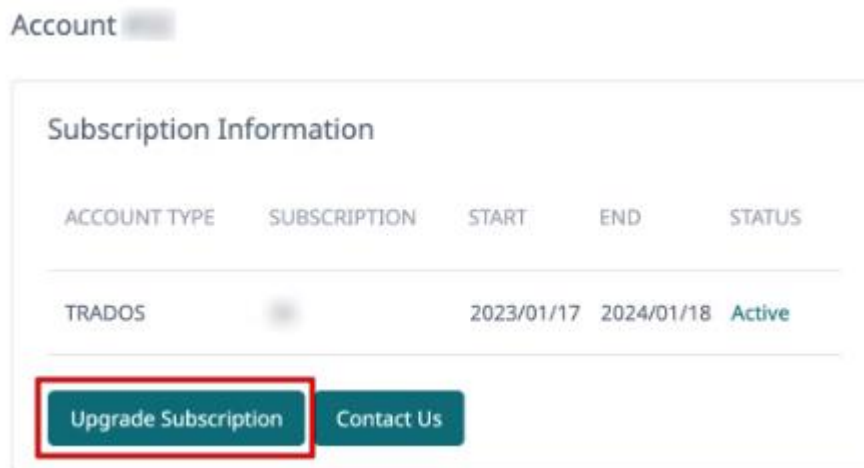 Account
Subscription Information
ACCOUNT TYPE SUBSCRIPTION START END STATUS
TRADOS 2023/01/17 2024/01/18 Active
Upgrade Subscription Contact Us